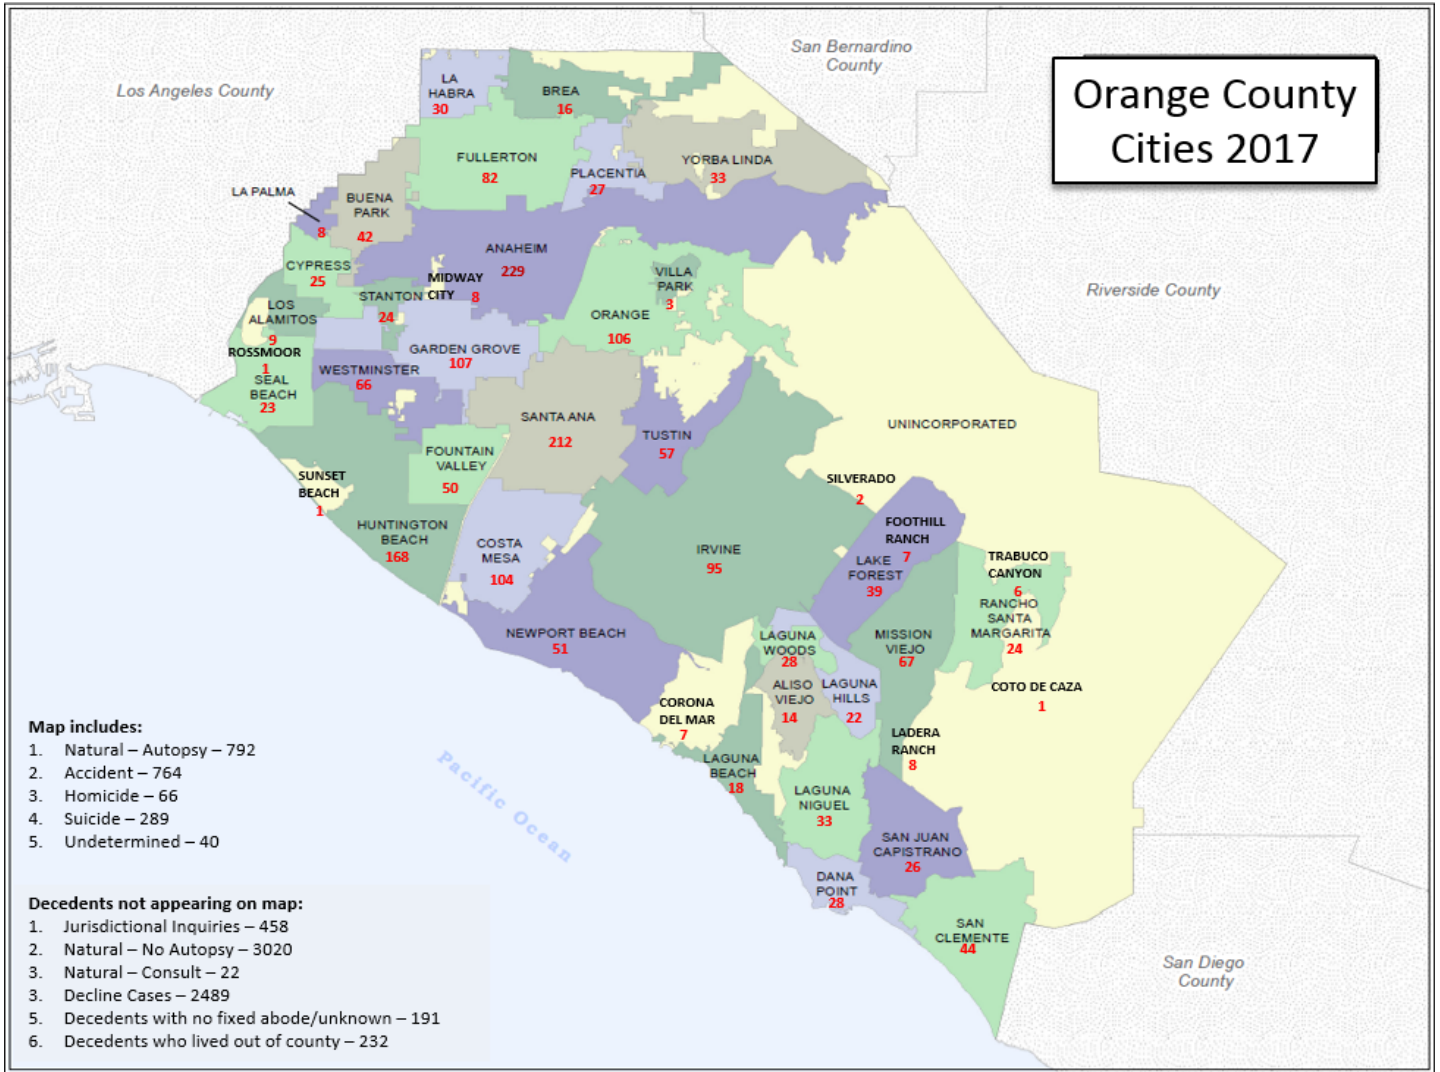 Orange County
Cities 2017
San Bernardino
County
Los Angeles County
Riverside County
San Diego
County
Pacific Ocean
LA
HABRA
30
BREA
16
FULLERTON
82
PLACENTIA
27
YORBA LINDA
33
LA PALMA
8
BUENA
PARK
42
ANAHEIM
229
CYPRESS
25
MIDWAY
CITY
8
STANTON
24
VILLA
PARK
3
ORANGE
106
LOS
ALAMITOS
9
ROSSMOOR
1
SEAL
BEACH
23
GARDEN GROVE
107
WESTMINSTER
66
SANTA ANA
212
TUSTIN
57
UNINCORPORATED
FOUNTAIN
VALLEY
50
SUNSET
BEACH
1
HUNTINGTON
BEACH
168
COSTA
MESA
104
IRVINE
95
SILVERADO
2
FOOTHILL
RANCH
7
LAKE
FOREST
39
TRABUCO
CANYON
6
RANCHO
SANTA
MARGARITA
24
NEWPORT BEACH
51
LAGUNA
WOODS
28
MISSION
VIEJO
67
ALISO
VIEJO
14
LAGUNA
HILLS
22
COTO DE CAZA
1
CORONA
DEL MAR
7
LADERA
RANCH
8
LAGUNA
BEACH
18
LAGUNA
NIGUEL
33
SAN JUAN
CAPISTRANO
26
DANA
POINT
28
SAN
CLEMENTE
44
Map includes:
1. Natural – Autopsy – 792
2. Accident – 764
3. Homicide – 66
4. Suicide – 289
5. Undetermined – 40
Decedents not appearing on map:
1. Jurisdictional Inquiries – 458
2. Natural – No Autopsy – 3020
3. Natural – Consult – 22
3. Decline Cases – 2489
5. Decedents with no fixed abode/unknown – 191
6. Decedents who lived out of county – 232